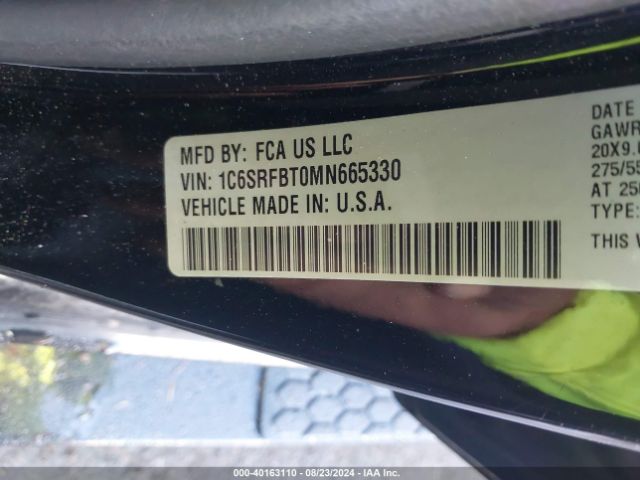 MFD BY: FCA US LLC
VIN: 1C6SRFBT0MN665330
VEHICLE MADE IN: U.S.A.
DATE
GAWR
20X9.
275/55
AT
TYPE:
THIS
000-40163110 - 08/23/2024 - IAA Inc.